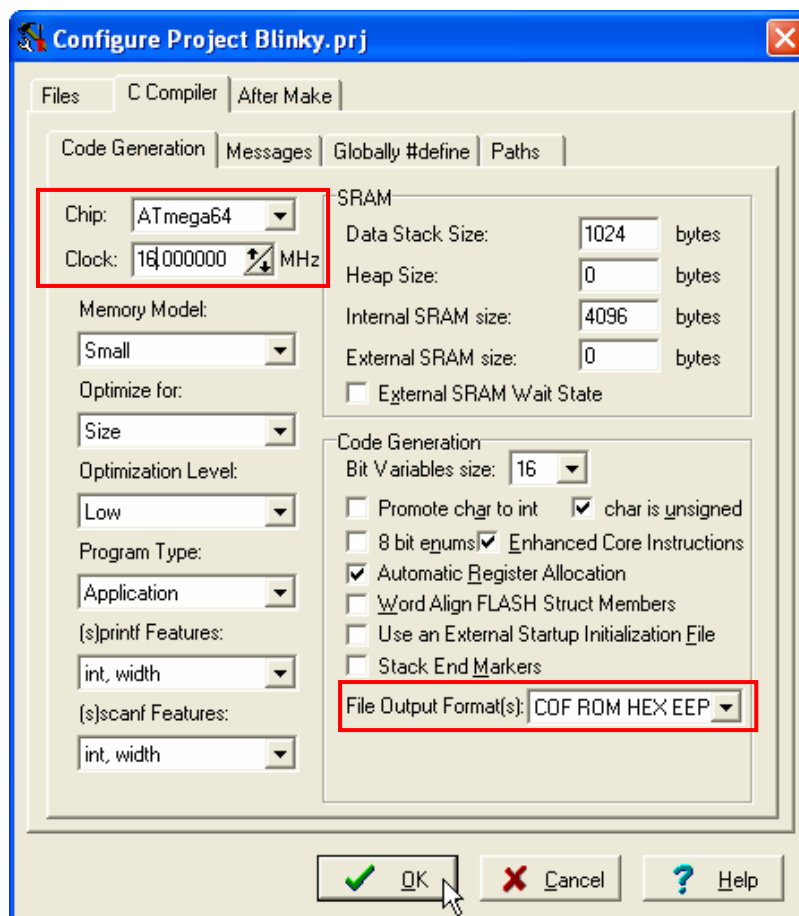 Configure Project Blinky.prj
Files C Compiler After Make
Code Generation Messages Globally #define Paths
Chip: ATmega64
Clock: 16.000000 MHz
Memory Model:
Small
Optimize for:
Size
Optimization Level:
Low
Program Type:
Application
(s)printf Features:
int, width
(s)scanf Features:
int, width
SRAM
Data Stack Size: 1024 bytes
Heap Size: 0 bytes
Internal SRAM size: 4096 bytes
External SRAM size: 0 bytes
External SRAM Wait State
Code Generation
Bit Variables size: 16
Promote char to int char is unsigned
8 bit enums Enhanced Core Instructions
Automatic Register Allocation
Word Align FLASH Struct Members
Use an External Startup Initialization File
Stack End Markers
File Output Format(s): COF ROM HEX EEP
OK Cancel Help